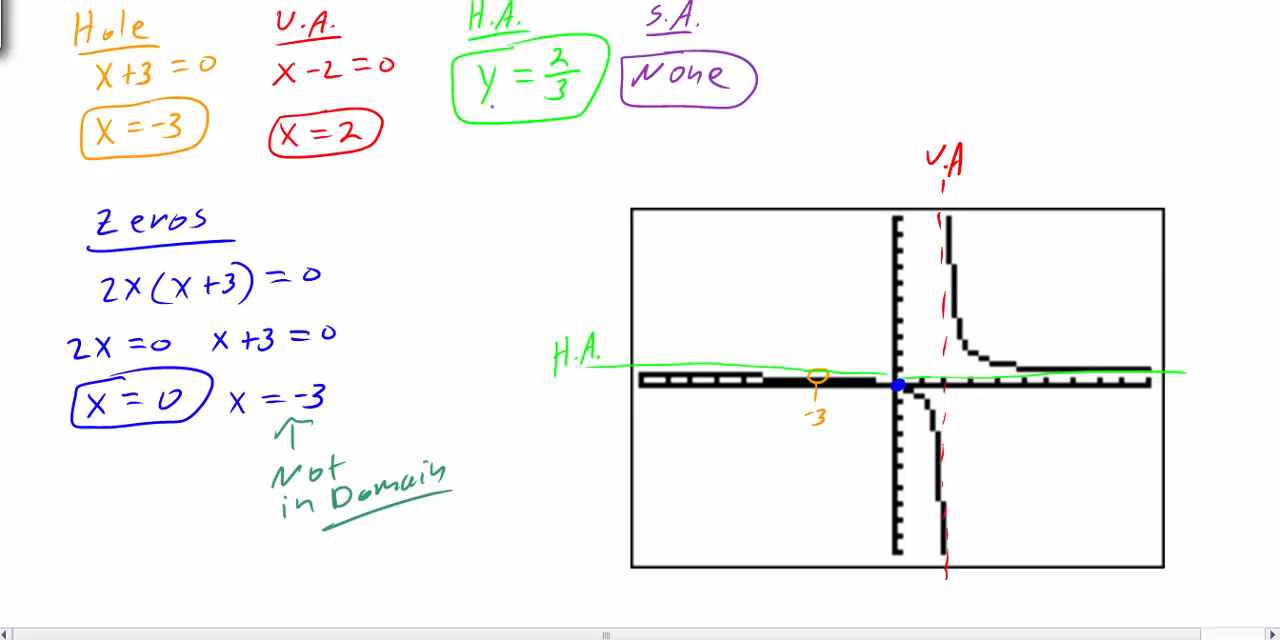 Hole
x+3=0
x=-3
V.A.
x-2=0
x=2
H.A.
y=2/3
S.A.
None
Zeros
2x(x+3)=0
2x=0 x+3=0
x=0 x=-3
Not
in Domain
V.A
H.A.
-3